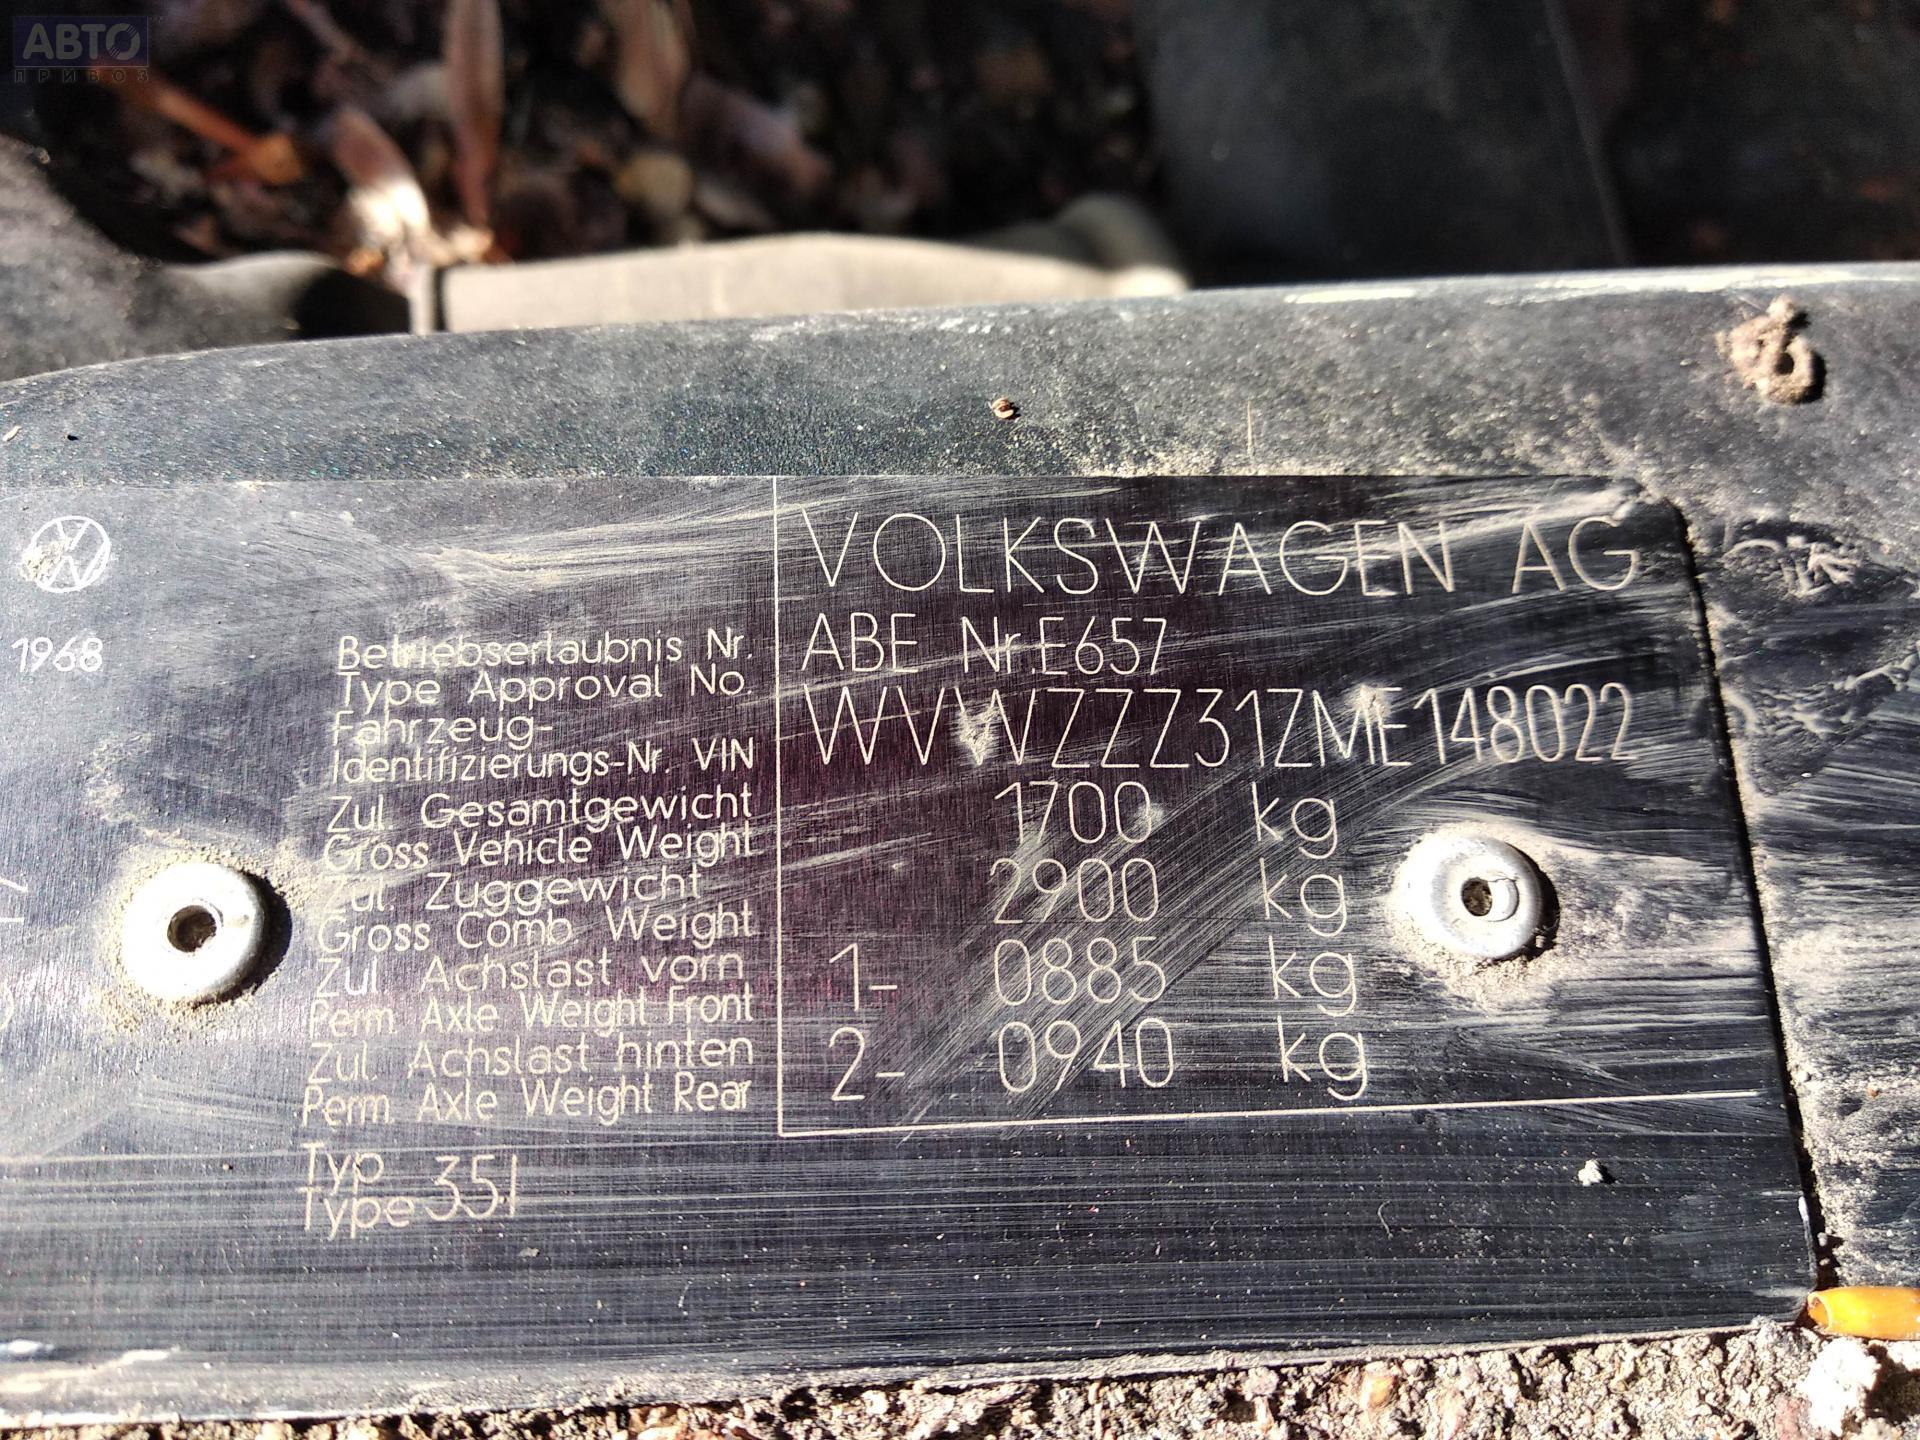 АВТО
ПРИВОЗ
VOLKSWAGEN AG
1968
Betriebserlaubnis Nr.
Type Approval No.
ABE Nr.E657
Fahrzeug-
Identifizierungs-Nr. VIN
WVWZZZ31ZME148022
Zul. Gesamtgewicht
Gross Vehicle Weight
1700 kg
Zul. Zuggewicht
Gross Comb Weight
2900 kg
Zul Achslast vorn
Perm. Axle Weight Front
1- 0885 kg
Zul. Achslast hinten
Perm. Axle Weight Rear
2- 0940 kg
Typ
Type 35I